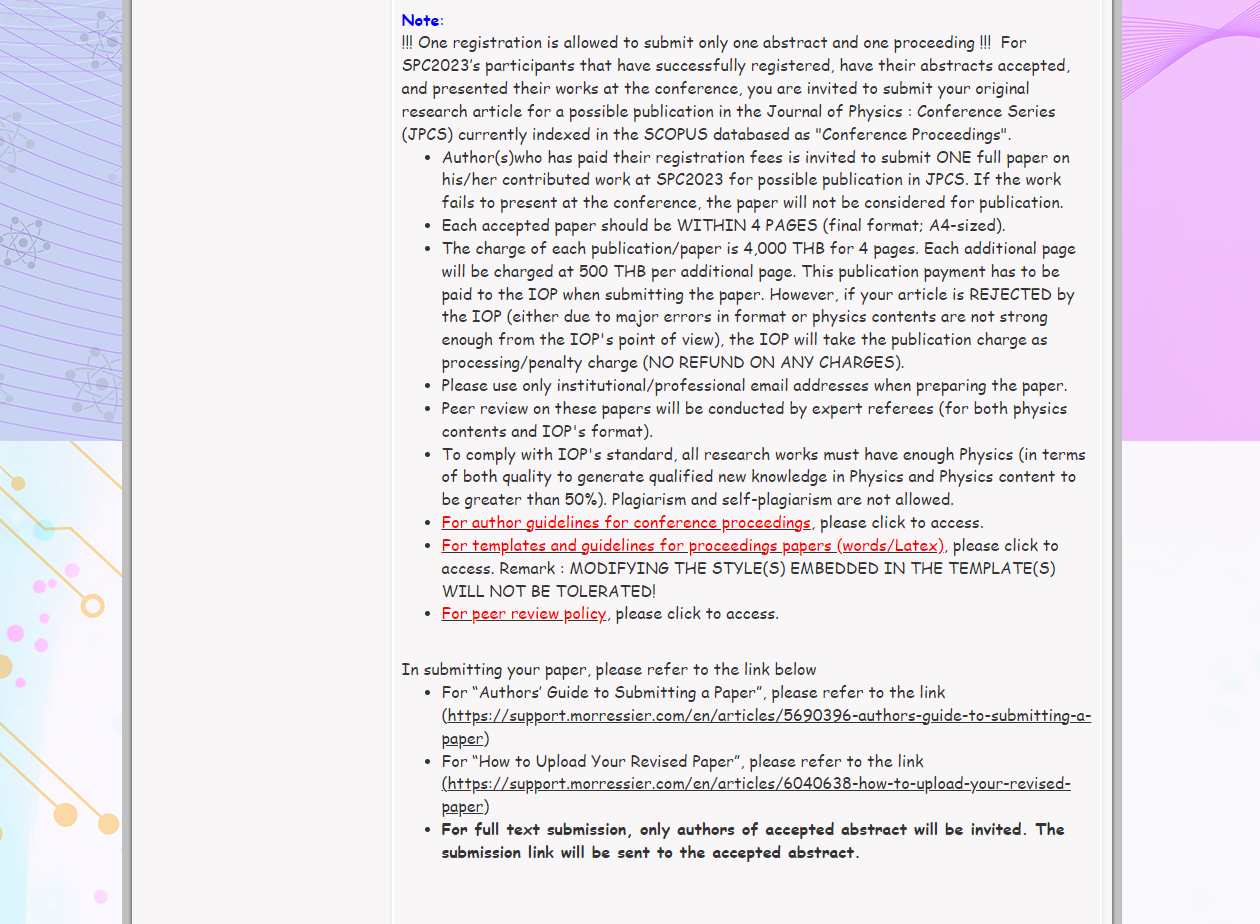 Note:
!!! One registration is allowed to submit only one abstract and one proceeding !!! For
SPC2023's participants that have successfully registered, have their abstracts accepted,
and presented their works at the conference, you are invited to submit your original
research article for a possible publication in the Journal of Physics : Conference Series
(JPCS) currently indexed in the SCOPUS databased as "Conference Proceedings".
• Author(s)who has paid their registration fees is invited to submit ONE full paper on
his/her contributed work at SPC2023 for possible publication in JPCS. If the work
fails to present at the conference, the paper will not be considered for publication.
• Each accepted paper should be WITHIN 4 PAGES (final format; A4-sized).
• The charge of each publication/paper is 4,000 THB for 4 pages. Each additional page
will be charged at 500 THB per additional page. This publication payment has to be
paid to the IOP when submitting the paper. However, if your article is REJECTED by
the IOP (either due to major errors in format or physics contents are not strong
enough from the IOP's point of view), the IOP will take the publication charge as
processing/penalty charge (NO REFUND ON ANY CHARGES).
• Please use only institutional/professional email addresses when preparing the paper.
• Peer review on these papers will be conducted by expert referees (for both physics
contents and IOP's format).
• To comply with IOP's standard, all research works must have enough Physics (in terms
of both quality to generate qualified new knowledge in Physics and Physics content to
be greater than 50%). Plagiarism and self-plagiarism are not allowed.
• For author guidelines for conference proceedings, please click to access.
• For templates and guidelines for proceedings papers (words/Latex), please click to
access. Remark : MODIFYING THE STYLE(S) EMBEDDED IN THE TEMPLATE(S)
WILL NOT BE TOLERATED!
• For peer review policy, please click to access.
In submitting your paper, please refer to the link below
• For “Authors’ Guide to Submitting a Paper”, please refer to the link
(https://support.morressier.com/en/articles/5690396-authors-guide-to-submitting-a-
paper)
• For “How to Upload Your Revised Paper”, please refer to the link
(https://support.morressier.com/en/articles/6040638-how-to-upload-your-revised-
paper)
• For full text submission, only authors of accepted abstract will be invited. The
submission link will be sent to the accepted abstract.